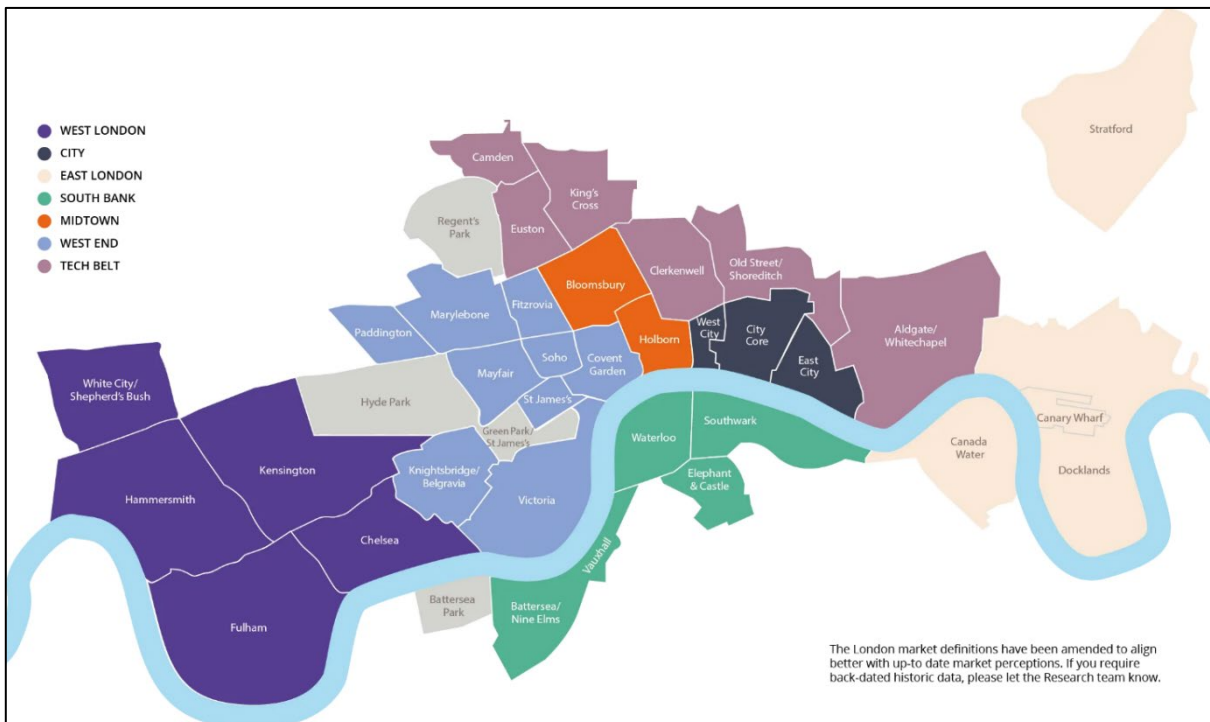 WEST LONDON
CITY
EAST LONDON
SOUTH BANK
MIDTOWN
WEST END
TECH BELT
Stratford
Camden
King's
Cross
Regent's
Park
Euston
Old Street/
Shoreditch
Clerkenwell
Bloomsbury
Fitzrovia
Marylebone
Paddington
West
City
City
Core
Aldgate/
Whitechapel
Holborn
East
City
Soho
Covent
Garden
Mayfair
White City/
Shepherd's Bush
Hyde Park
St James's
Green Park/
St James's
Canary Wharf
Southwark
Waterloo
Canada
Water
Docklands
Kensington
Knightsbridge/
Belgravia
Elephant
& Castle
Hammersmith
Victoria
Chelsea
Vauxhall
Battersea
Park
Battersea/
Nine Elms
Fulham
The London market definitions have been amended to align
better with up-to date market perceptions. If you require
back-dated historic data, please let the Research team know.